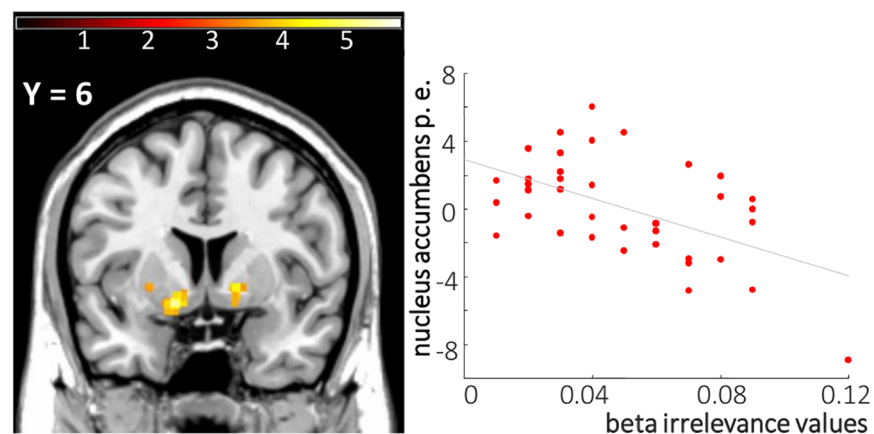 1 2 3 4 5
Y = 6
nucleus accumbens p. e.
8
4
0
-4
-8
0 0.04 0.08 0.12
beta irrelevance values